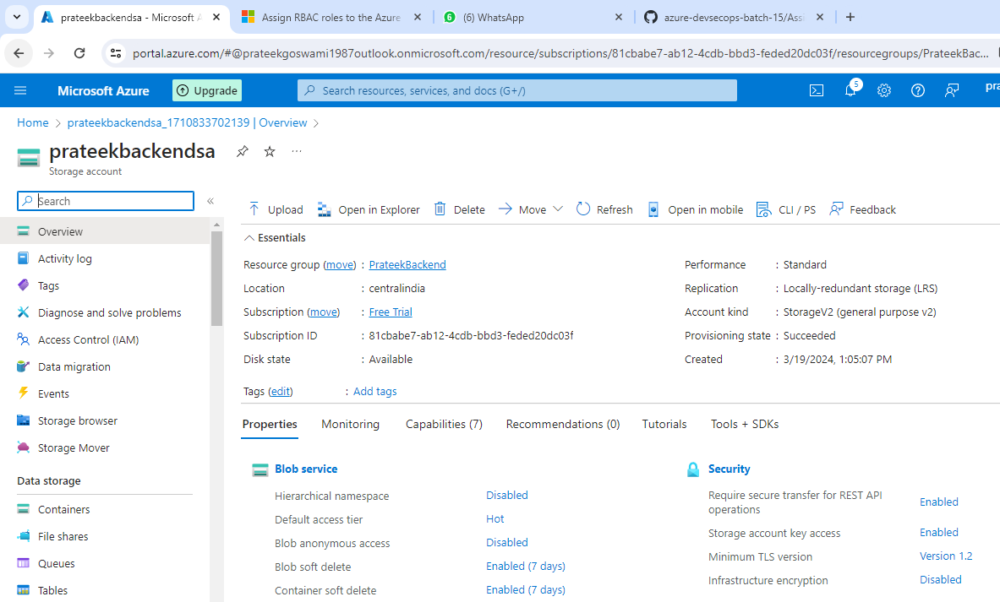 prateekbackendsa - Microsoft A
Assign RBAC roles to the Azure
6 (6) WhatsApp
azure-devsecops-batch-15/Ass
portal.azure.com/#@prateekgoswami1987outlook.onmicrosoft.com/resource/subscriptions/81cbabe7-ab12-4cdb-bbd3-feded20dc03f/resourcegroups/PrateekBac...
Microsoft Azure
Upgrade
Search resources, services, and docs (G+/)
5
pra
Home > prateekbackendsa_1710833702139 | Overview >
prateekbackendsa
...
Storage account
Search
«
Overview
Activity log
Tags
Diagnose and solve problems
Access Control (IAM)
Data migration
Events
Storage browser
Storage Mover
Data storage
Containers
File shares
Queues
Tables
Upload
Open in Explorer
Delete
Move
Refresh
Open in mobile
CLI / PS
Feedback
Essentials
Resource group (move) : PrateekBackend
Location : centralindia
Subscription (move) : Free Trial
Subscription ID : 81cbabe7-ab12-4cdb-bbd3-feded20dc03f
Disk state : Available
Performance : Standard
Replication : Locally-redundant storage (LRS)
Account kind : StorageV2 (general purpose v2)
Provisioning state : Succeeded
Created : 3/19/2024, 1:05:07 PM
Tags (edit) : Add tags
Properties
Monitoring
Capabilities (7)
Recommendations (0)
Tutorials
Tools + SDKs
Blob service
Hierarchical namespace Disabled
Default access tier Hot
Blob anonymous access Disabled
Blob soft delete Enabled (7 days)
Container soft delete Enabled (7 days)
Security
Require secure transfer for REST API
operations Enabled
Storage account key access Enabled
Minimum TLS version Version 1.2
Infrastructure encryption Disabled